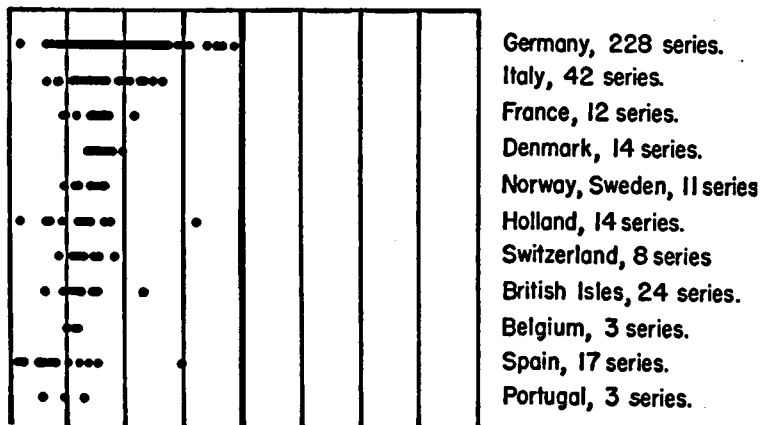 Germany, 228 series.
Italy, 42 series.
France, 12 series.
Denmark, 14 series.
Norway, Sweden, 11 series
Holland, 14 series.
Switzerland, 8 series
British Isles, 24 series.
Belgium, 3 series.
Spain, 17 series.
Portugal, 3 series.